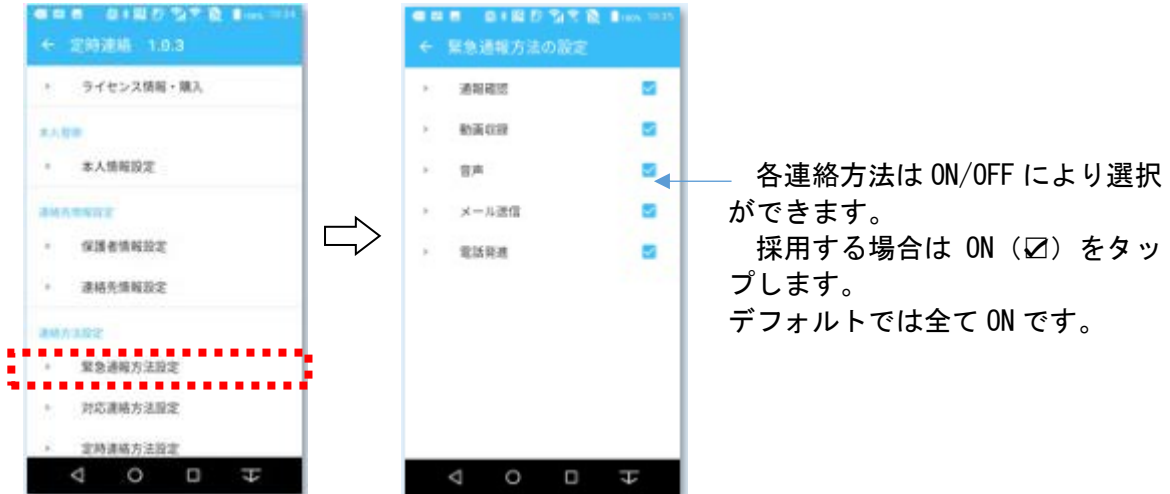 100% 10:34
← 定時連絡 1.0.3
ライセンス情報・購入
本人登録
本人情報設定
連絡先情報設定
保護者情報設定
連絡先情報設定
連絡方法設定
緊急通報方法設定
対応連絡方法設定
定時連絡方法設定
100% 10:35
← 緊急通報方法の設定
通報確認
動画収録
音声
メール送信
電話発進
各連絡方法は ON/OFF により選択
ができます。
採用する場合は ON(☑)をタッ
プします。
デフォルトでは全て ON です。